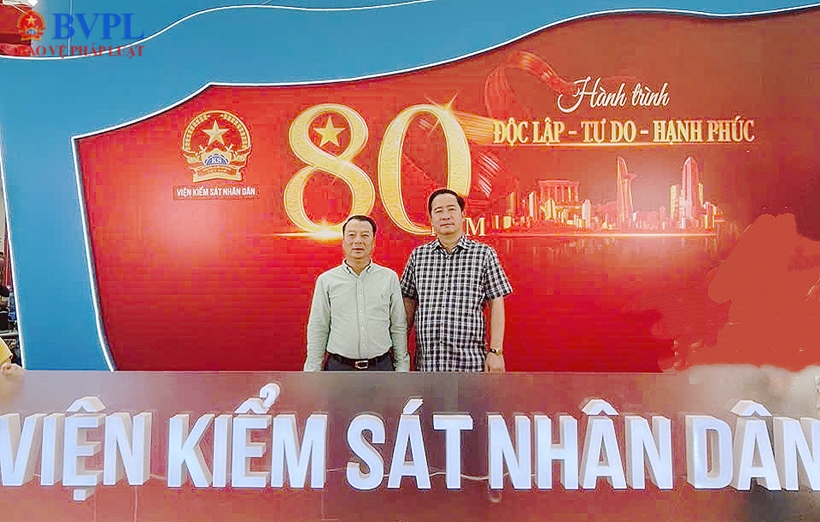 BVPL
BẢO VỆ PHÁP LUẬT
Hành trình
80 NĂM
ĐỘC LẬP - TỰ DO - HẠNH PHÚC
KS
VIỆN KIỂM SÁT NHÂN DÂN
VIỆN KIỂM SÁT NHÂN DÂN